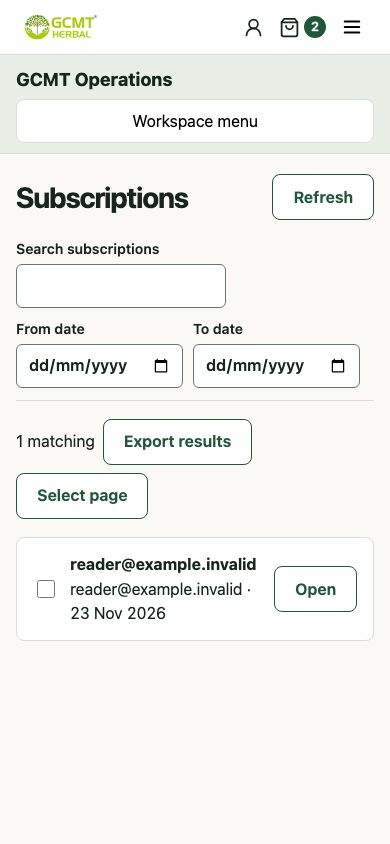 GCMT
HERBAL
2
GCMT Operations
Workspace menu
Subscriptions
Refresh
Search subscriptions
From date
To date
dd/mm/yyyy
dd/mm/yyyy
1 matching
Export results
Select page
reader@example.invalid
reader@example.invalid ·
23 Nov 2026
Open